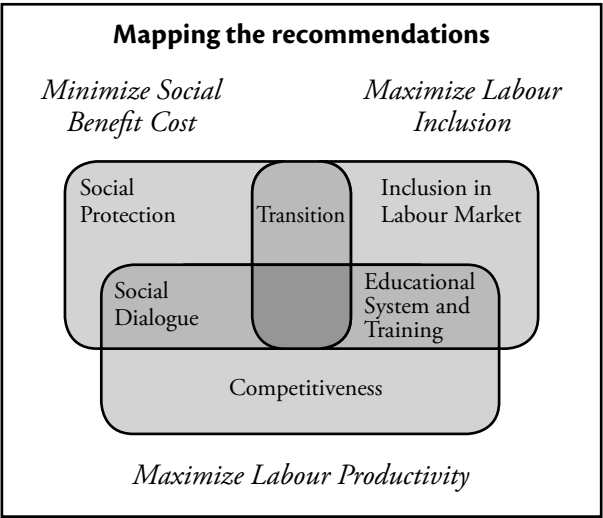 Mapping the recommendations
Minimize Social
Benefit Cost
Maximize Labour
Inclusion
Social
Protection
Transition
Inclusion in
Labour Market
Social
Dialogue
Educational
System and
Training
Competitiveness
Maximize Labour Productivity